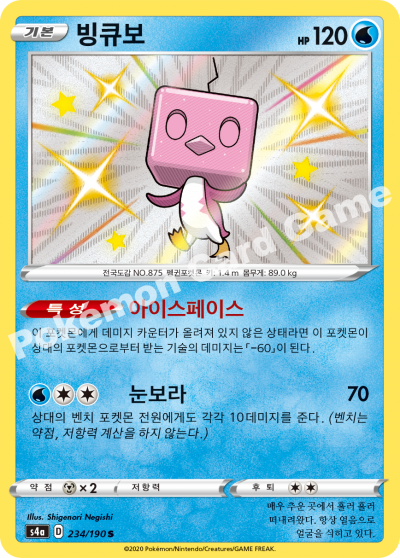 기본 빙큐보 HP 120
전국도감 NO.875 펭귄포켓몬 키: 1.4 m 몸무게: 89.0 kg
특성 아이스페이스
이 포켓몬에게 데미지 카운터가 올려져 있지 않은 상태라면 이 포켓몬이
상대의 포켓몬으로부터 받는 기술의 데미지는 「-60」이 된다.
눈보라 70
상대의 벤치 포켓몬 전원에게도 각각 10데미지를 준다. (벤치는
약점, 저항력 계산을 하지 않는다.)
약점 ×2 저항력 후퇴
Illus. Shigenori Negishi
s4a D 234/190 S
매우 추운 곳에서 흘러 흘러
떠내려왔다. 항상 얼음으로
얼굴을 식히고 있다.
©2020 Pokémon/Nintendo/Creatures/GAME FREAK.
Pokémon Card Game